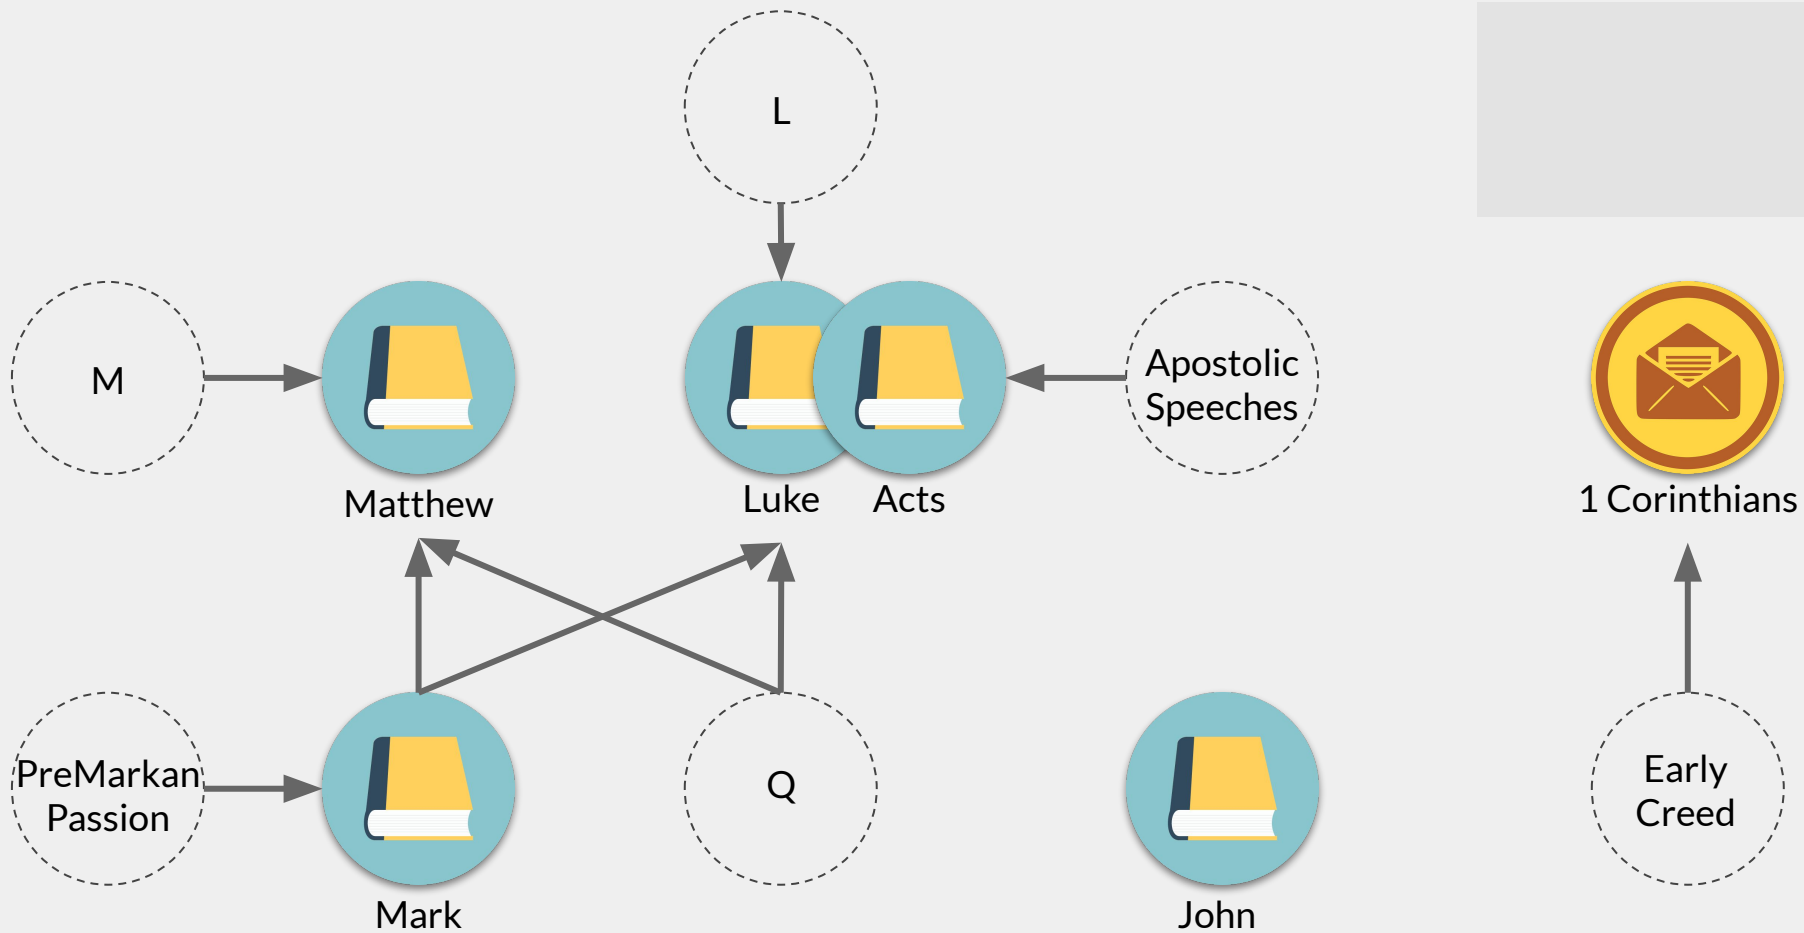 L
M
Apostolic
Speeches
Matthew
Luke
Acts
1 Corinthians
PreMarkan
Passion
Q
Early
Creed
Mark
John